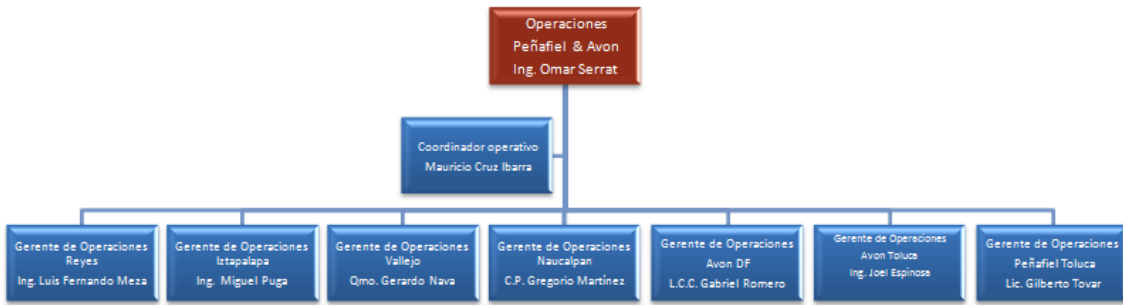 Operaciones
Peñafiel & Avon
Ing. Omar Serrat
Coordinador operativo
Mauricio Cruz Ibarra
Gerente de Operaciones
Reyes
Ing. Luis Fernando Meza
Gerente de Operaciones
Iztapalapa
Ing. Miguel Puga
Gerente de Operaciones
Vallejo
Qmo. Gerardo Nava
Gerente de Operaciones
Naucalpan
C.P. Gregorio Martínez
Gerente de Operaciones
Avon DF
L.C.C. Gabriel Romero
Gerente de Operaciones
Avon Toluca
Ing. Joel Espinosa
Gerente de Operaciones
Peñafiel Toluca
Lic. Gilberto Tovar